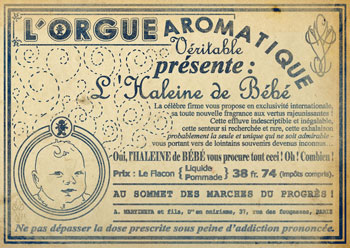 L'ORGUE AROMATIQUE
Véritable
présente :
L'Haleine de Bébé
La célèbre firme vous propose en exclusivité internationale,
sa toute nouvelle fragrance aux vertus rajeunissantes !
Cette effluve indescriptible et inégalable,
cette senteur si recherchée et rare, cette exhalaison
probablement la seule et unique qui ne soit admirable -
vous portant vers de lointains souvenirs devenus inconnus...
Oui, l'HALEINE de BÉBÉ vous procure tout ceci ! Oh ! Combien !
Prix : Le Flacon { Liquide Pommade } 38 fr. 74 (impôts compris).
AU SOMMET DES MARCHES DU PROGRÈS !
A. et fils, 37, rue des fougasses, PARIS
Ne pas dépasser la dose prescrite sous peine d'addiction prononcée.